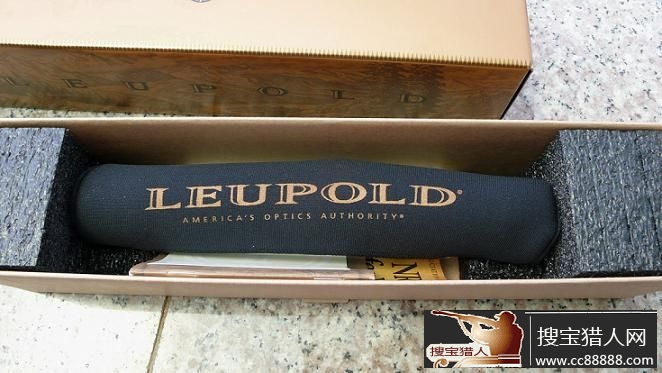 LEUPOLD
LEUPOLD®
AMERICA'S OPTICS AUTHORITY®
搜宝猎人
搜宝猎人网
www.cc88888.com